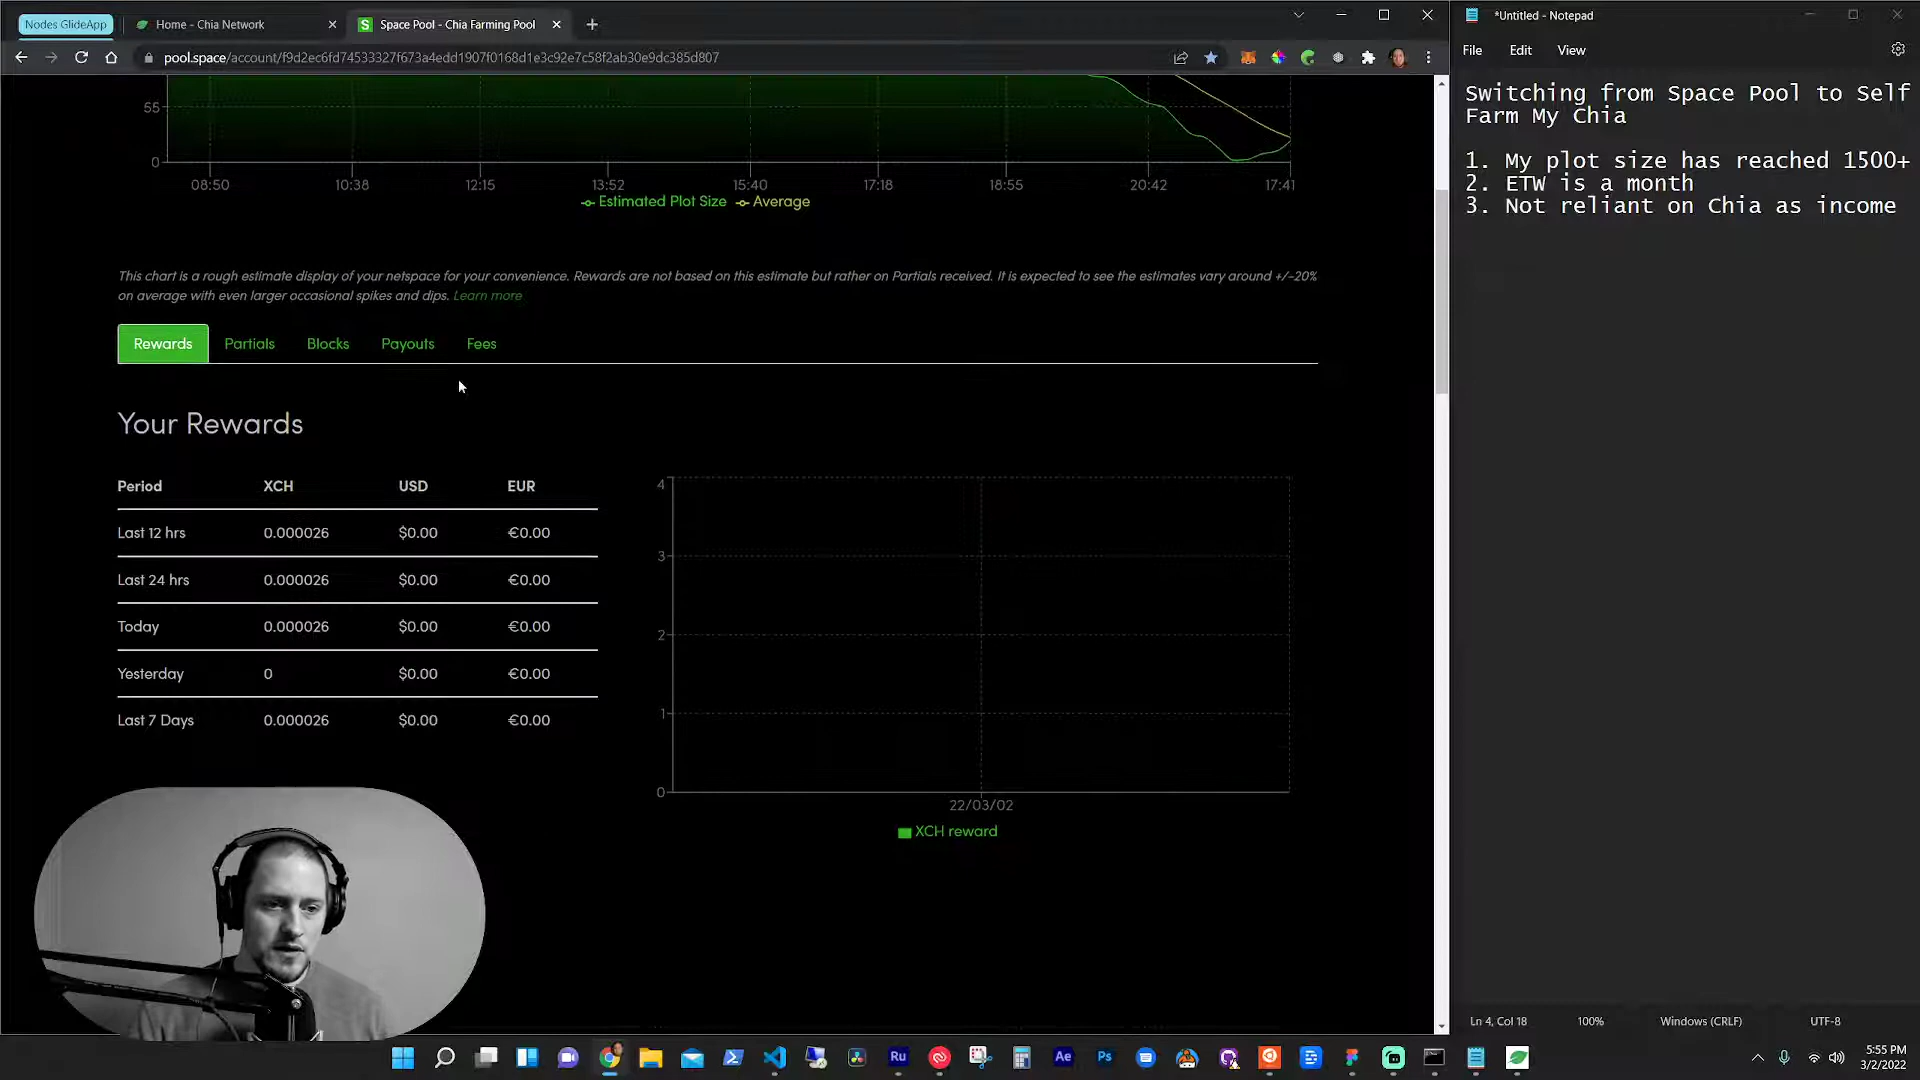 Nodes GlideApp
Home - Chia Network
Space Pool - Chia Farming Pool
*Untitled - Notepad
pool.space/account/f9d2ec6fd74533327f673a4edd1907f0168d1e3c92e7c58f2ab30e9dc385d807
File Edit View
Switching from Space Pool to Self
Farm My Chia
1. My plot size has reached 1500+
2. ETW is a month
3. Not reliant on Chia as income
55
0
08:50 10:38 12:15 13:52 15:40 17:18 18:55 20:42 17:41
Estimated Plot Size Average
This chart is a rough estimate display of your netspace for your convenience. Rewards are not based on this estimate but rather on Partials received. It is expected to see the estimates vary around +/-20%
on average with even larger occasional spikes and dips. Learn more
Rewards Partials Blocks Payouts Fees
Your Rewards
Period XCH USD EUR
Last 12 hrs 0.000026 $0.00 €0.00
Last 24 hrs 0.000026 $0.00 €0.00
Today 0.000026 $0.00 €0.00
Yesterday 0 $0.00 €0.00
Last 7 Days 0.000026 $0.00 €0.00
4
3
2
1
0
22/03/02
XCH reward
Ln 4, Col 18 100% Windows (CRLF) UTF-8
Ru Ae Ps
5:55 PM
3/2/2022